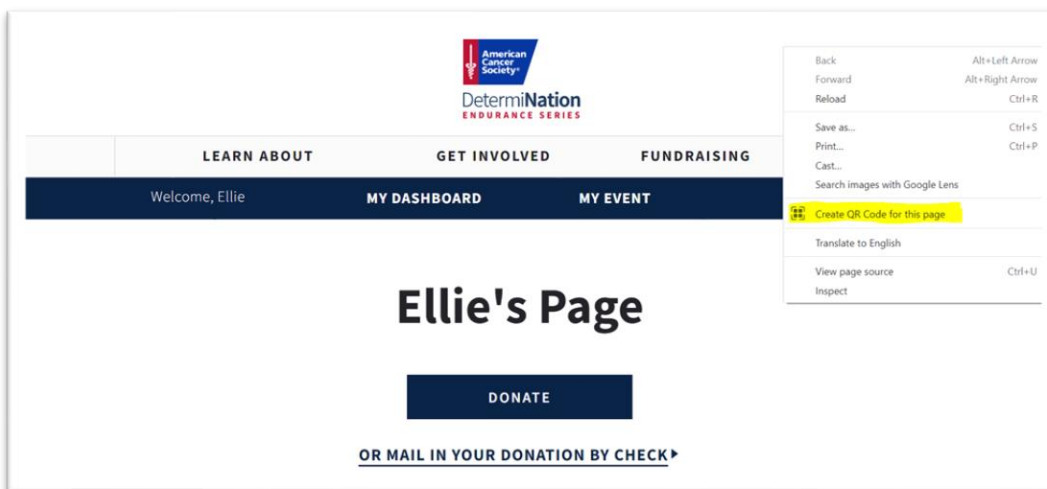 American
Cancer
Society®
DetermiNation
ENDURANCE SERIES
LEARN ABOUT GET INVOLVED FUNDRAISING
Welcome, Ellie MY DASHBOARD MY EVENT
Ellie's Page
DONATE
OR MAIL IN YOUR DONATION BY CHECK
Back Alt+Left Arrow
Forward Alt+Right Arrow
Reload Ctrl+R
Save as... Ctrl+S
Print... Ctrl+P
Cast...
Search images with Google Lens
Create QR Code for this page
Translate to English
View page source Ctrl+U
Inspect